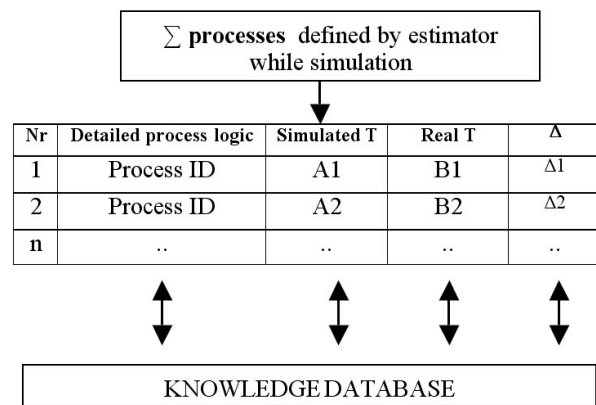 ∑ processes defined by estimator
while simulation
Nr Detailed process logic Simulated T Real T Δ
1 Process ID A1 B1 Δ1
2 Process ID A2 B2 Δ2
n .. .. .. ..
KNOWLEDGE DATABASE